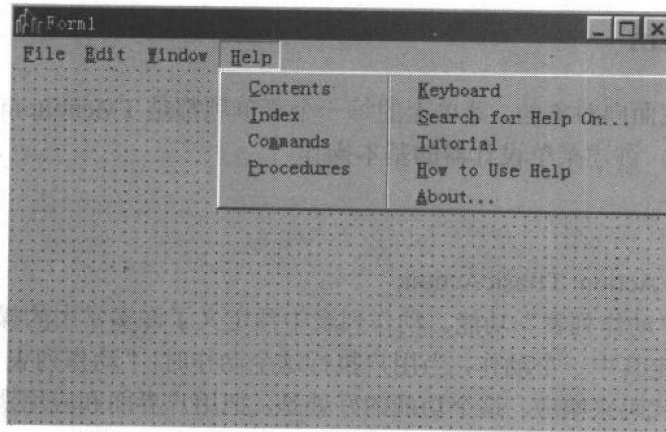 Form1
File Edit Window Help
Contents
Index
Commands
Procedures
Keyboard
Search for Help On...
Tutorial
How to Use Help
About...